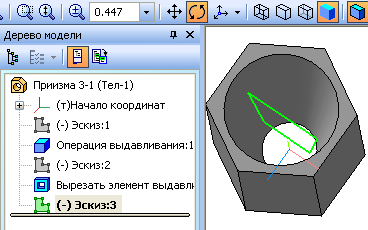 0.447
Дерево модели
Приизма 3-1 (Тел-1)
(т)Начало координат
(-) Эскиз:1
Операция выдавливания:1
(-) Эскиз:2
Вырезать элемент выдавли
(-) Эскиз:3